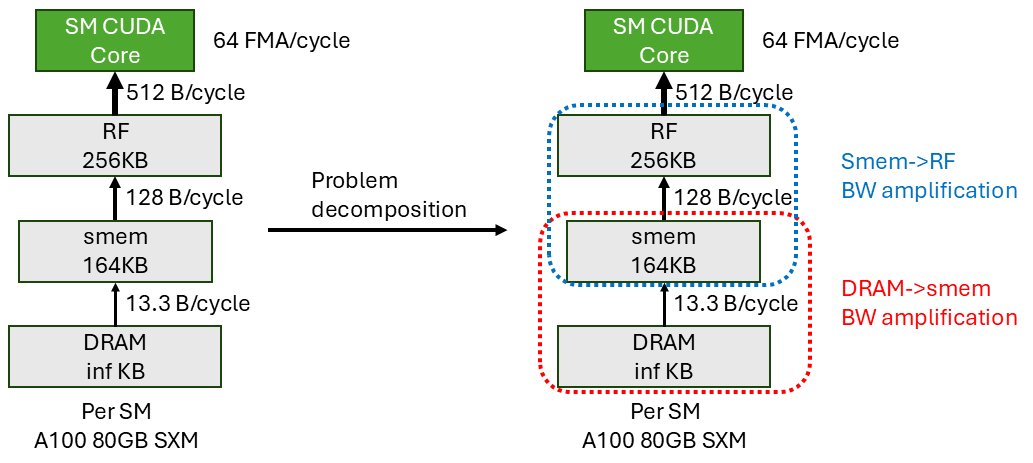 SM CUDA
Core
64 FMA/cycle
512 B/cycle
RF
256KB
128 B/cycle
smem
164KB
13.3 B/cycle
DRAM
inf KB
Per SM
A100 80GB SXM
Problem
decomposition
SM CUDA
Core
64 FMA/cycle
512 B/cycle
RF
256KB
128 B/cycle
smem
164KB
13.3 B/cycle
DRAM
inf KB
Per SM
A100 80GB SXM
Smem->RF
BW amplification
DRAM->smem
BW amplification